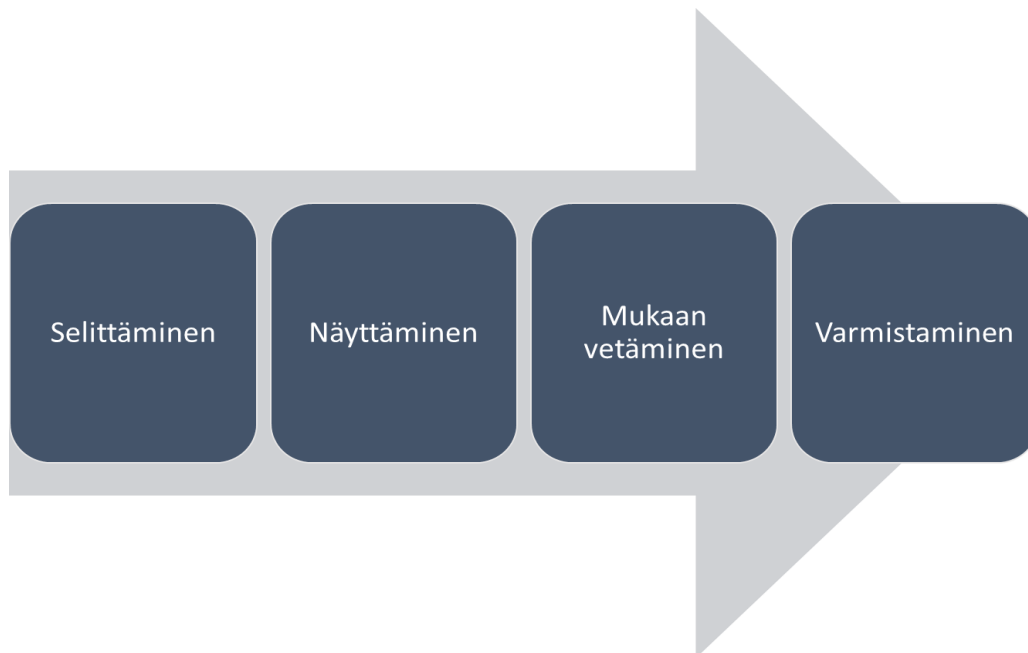 Selittäminen
Näyttäminen
Mukaan
vetäminen
Varmistaminen